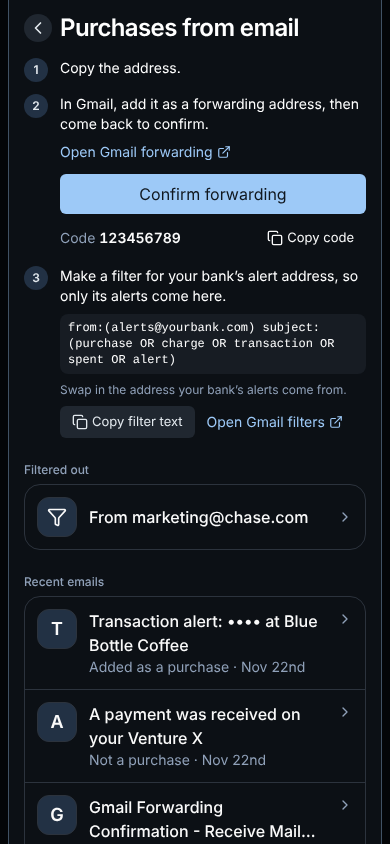 Purchases from email
1 Copy the address.
2 In Gmail, add it as a forwarding address, then
come back to confirm.
Open Gmail forwarding
Confirm forwarding
Code 123456789 Copy code
3 Make a filter for your bank’s alert address, so
only its alerts come here.
from:(alerts@yourbank.com) subject:
(purchase OR charge OR transaction OR
spent OR alert)
Swap in the address your bank’s alerts come from.
Copy filter text Open Gmail filters
Filtered out
From marketing@chase.com
Recent emails
T Transaction alert: •••• at Blue
Bottle Coffee
Added as a purchase · Nov 22nd
A A payment was received on
your Venture X
Not a purchase · Nov 22nd
G Gmail Forwarding
Confirmation - Receive Mail...